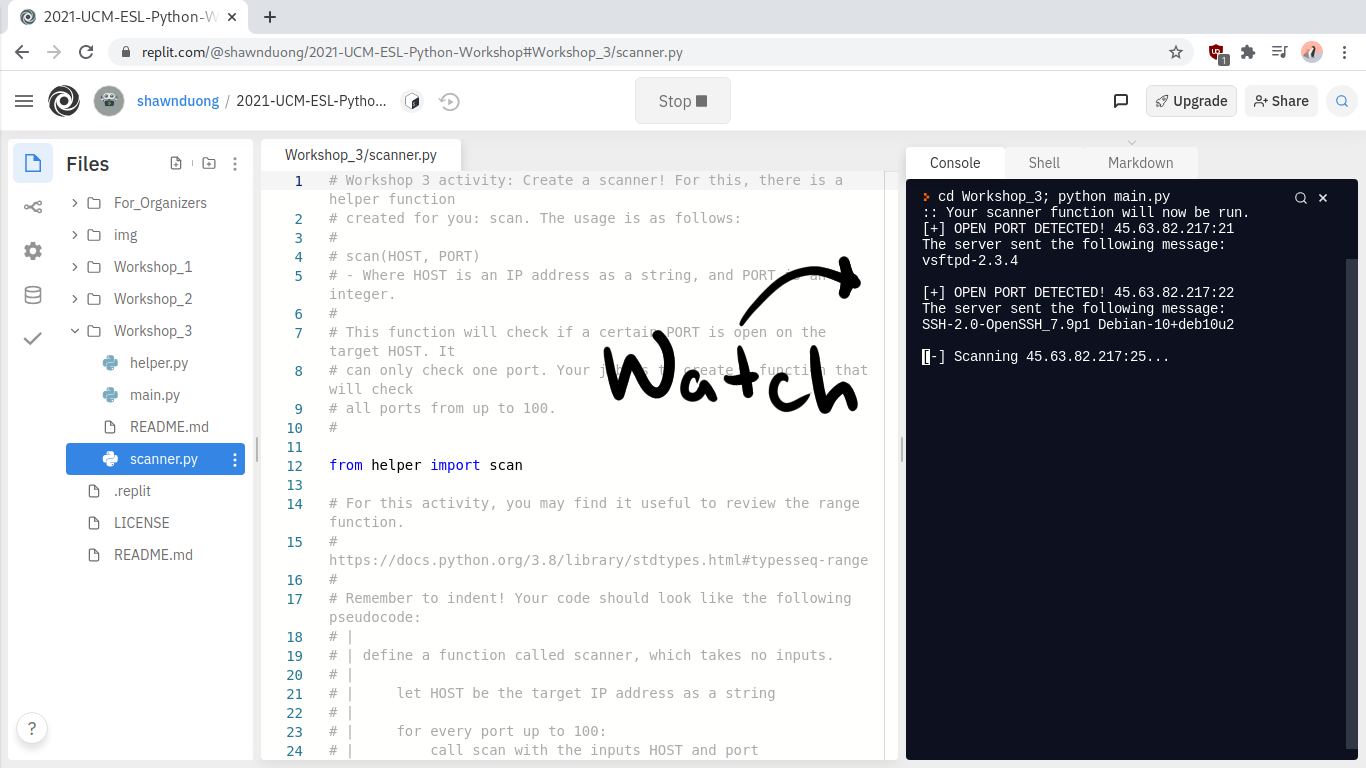 2021-UCM-ESL-Python-W
replit.com/@shawnduong/2021-UCM-ESL-Python-Workshop#Workshop_3/scanner.py
1
shawnduong / 2021-UCM-ESL-Pytho...
Stop
Upgrade
Share
Files
For_Organizers
img
Workshop_1
Workshop_2
Workshop_3
helper.py
main.py
README.md
scanner.py
.replit
LICENSE
README.md
?
Workshop_3/scanner.py
1 # Workshop 3 activity: Create a scanner! For this, there is a
helper function
2 # created for you: scan. The usage is as follows:
3 #
4 # scan(HOST, PORT)
5 # - Where HOST is an IP address as a string, and PORT is an
integer.
6 #
7 # This function will check if a certain PORT is open on the
target HOST. It
8 # can only check one port. Your job is to create a function that
will check
9 # all ports from up to 100.
10 #
11
12 from helper import scan
13
14 # For this activity, you may find it useful to review the range
function.
15 #
https://docs.python.org/3.8/library/stdtypes.html#typesseq-range
16 #
17 # Remember to indent! Your code should look like the following
pseudocode:
18 # |
19 # | define a function called scanner, which takes no inputs.
20 # |
21 # | let HOST be the target IP address as a string
22 # |
23 # | for every port up to 100:
24 # | call scan with the inputs HOST and port
Watch
Console Shell Markdown
cd Workshop_3; python main.py
:: Your scanner function will now be run.
[+] OPEN PORT DETECTED! 45.63.82.217:21
The server sent the following message:
vsftpd-2.3.4
[+] OPEN PORT DETECTED! 45.63.82.217:22
The server sent the following message:
SSH-2.0-OpenSSH_7.9p1 Debian-10+deb10u2
[-] Scanning 45.63.82.217:25...